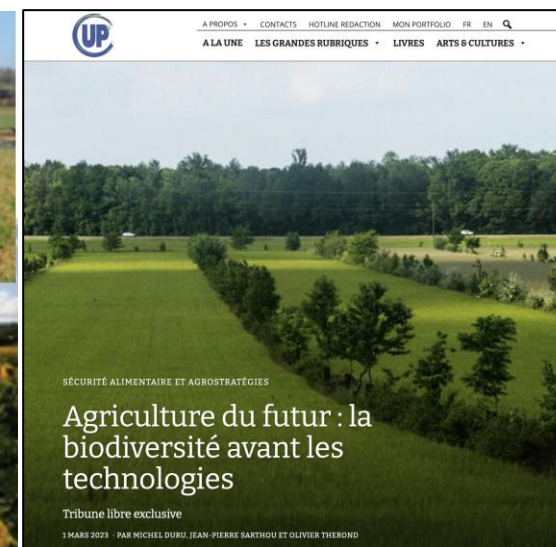 UP
A PROPOS CONTACTS HOTLINE REDACTION MON PORTFOLIO FR EN
A LA UNE LES GRANDES RUBRIQUES LIVRES ARTS & CULTURES
SÉCURITÉ ALIMENTAIRE ET AGROSTRATÉGIES
Agriculture du futur : la
biodiversité avant les
technologies
Tribune libre exclusive
1 MARS 2023 - PAR MICHEL DURU, JEAN-PIERRE SARTHOU ET OLIVIER THEROND